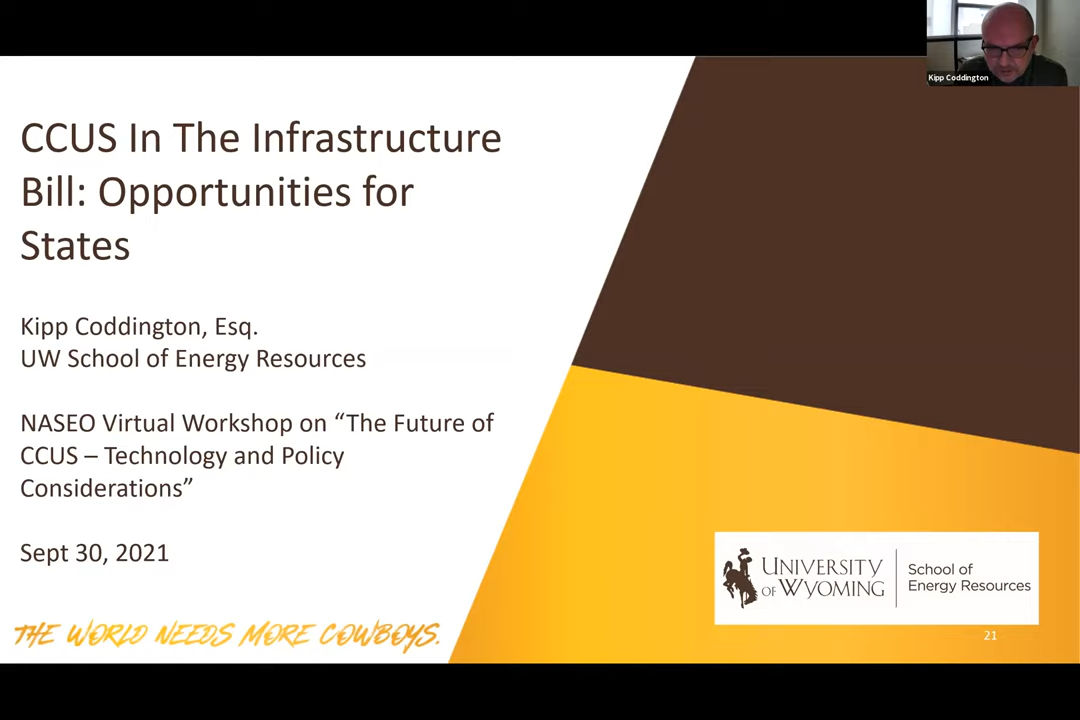 Kipp Coddington
CCUS In The Infrastructure
Bill: Opportunities for
States
Kipp Coddington, Esq.
UW School of Energy Resources
NASEO Virtual Workshop on “The Future of
CCUS – Technology and Policy
Considerations”
Sept 30, 2021
THE WORLD NEEDS MORE COWBOYS.
UNIVERSITY
OF WYOMING
School of
Energy Resources
21